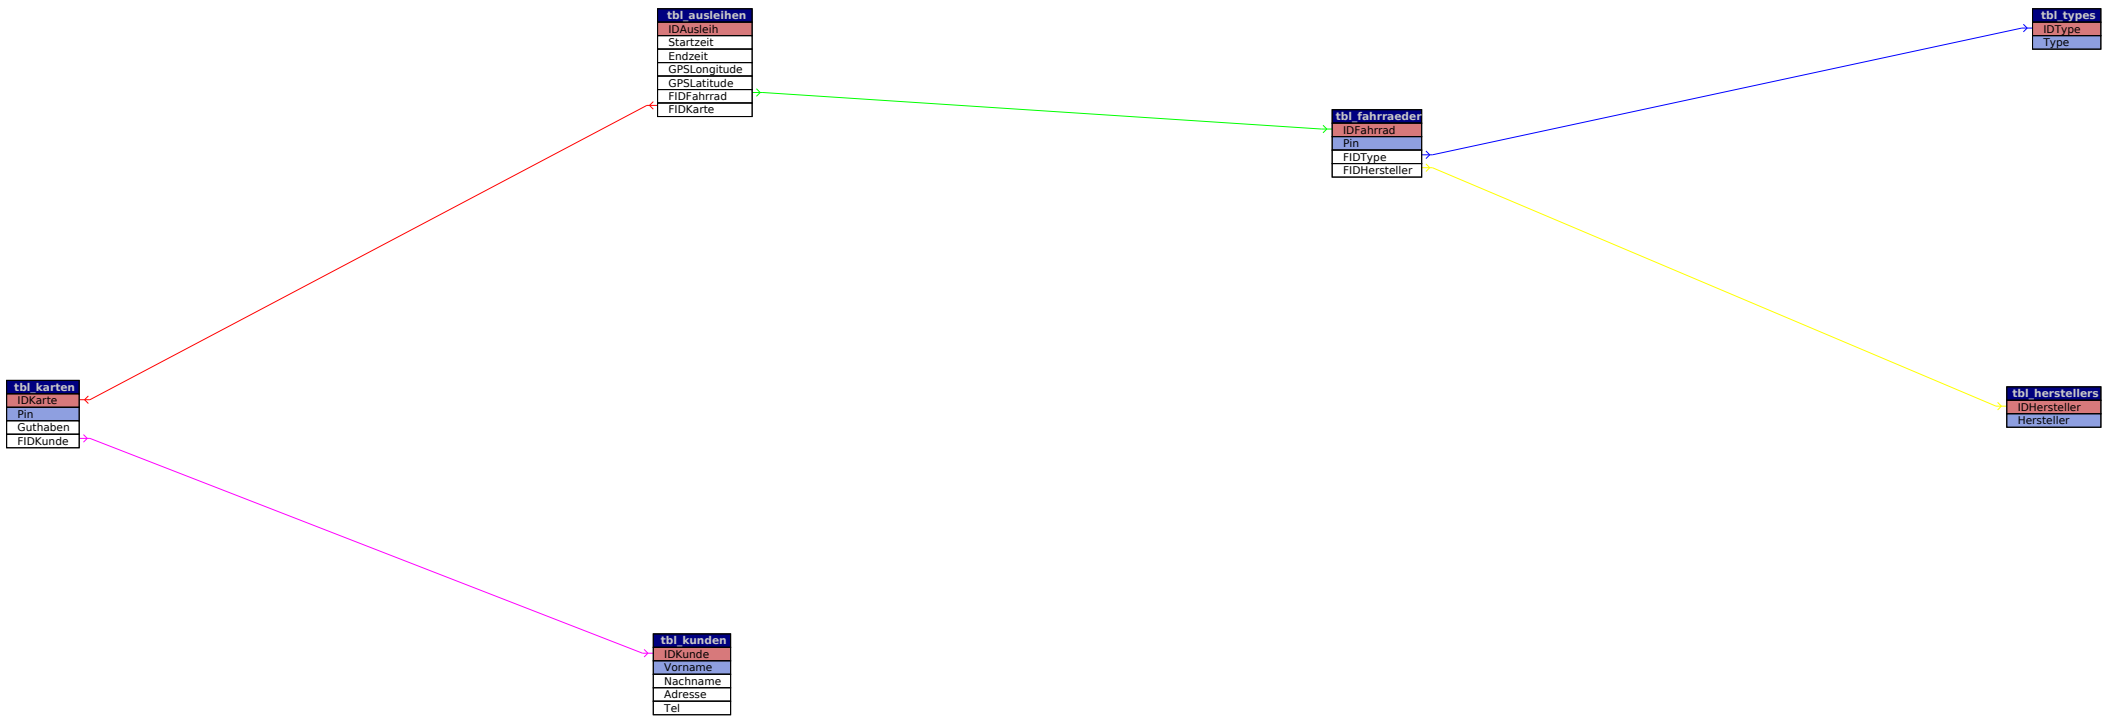 tbl_ausleihen
IDAusleih
Startzeit
Endzeit
GPSLongitude
GPSLatitude
FIDFahrrad
FIDKarte
tbl_types
IDType
Type
tbl_fahrraeder
IDFahrrad
Pin
FIDType
FIDHersteller
tbl_karten
IDKarte
Pin
Guthaben
FIDKunde
tbl_herstellers
IDHersteller
Hersteller
tbl_kunden
IDKunde
Vorname
Nachname
Adresse
Tel